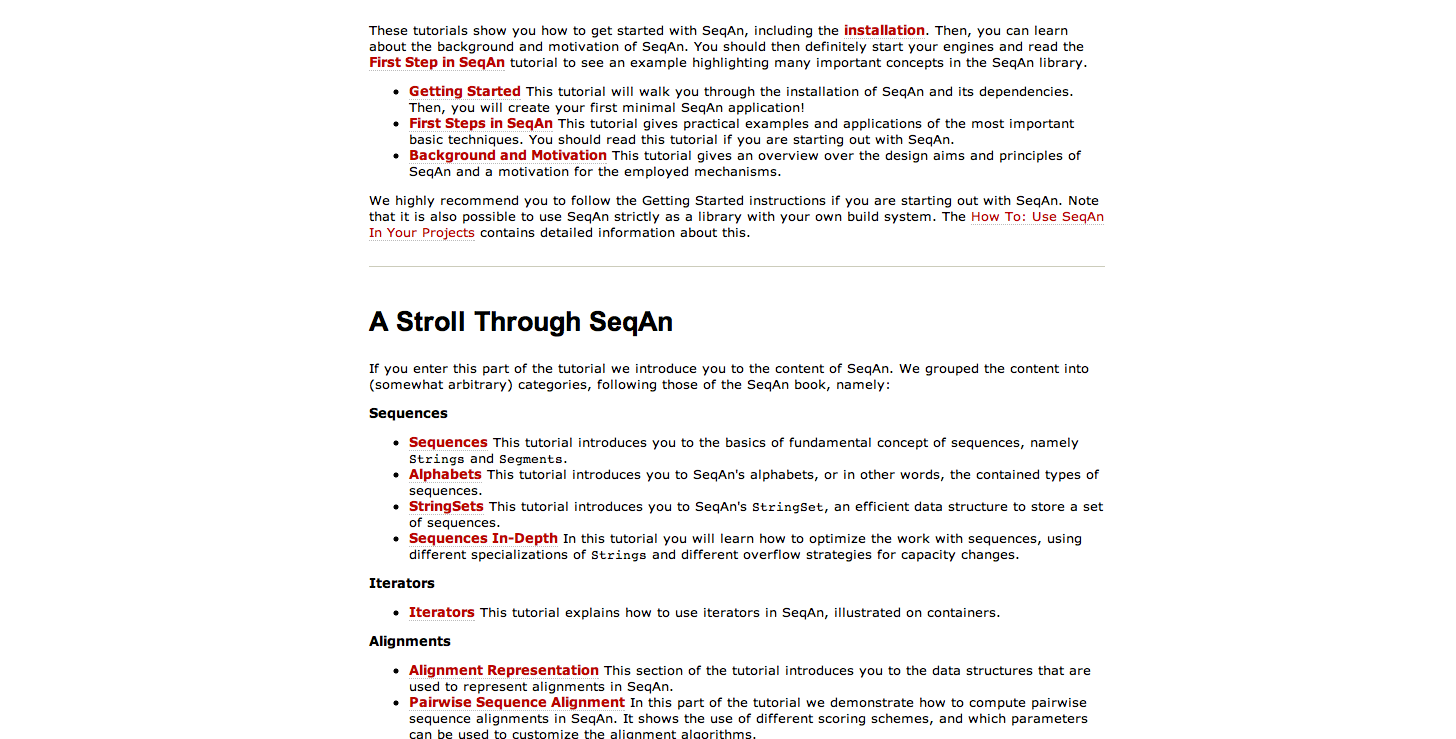 These tutorials show you how to get started with SeqAn, including the installation. Then, you can learn
about the background and motivation of SeqAn. You should then definitely start your engines and read the
First Step in SeqAn tutorial to see an example highlighting many important concepts in the SeqAn library.
• Getting Started This tutorial will walk you through the installation of SeqAn and its dependencies.
Then, you will create your first minimal SeqAn application!
• First Steps in SeqAn This tutorial gives practical examples and applications of the most important
basic techniques. You should read this tutorial if you are starting out with SeqAn.
• Background and Motivation This tutorial gives an overview over the design aims and principles of
SeqAn and a motivation for the employed mechanisms.
We highly recommend you to follow the Getting Started instructions if you are starting out with SeqAn. Note
that it is also possible to use SeqAn strictly as a library with your own build system. The How To: Use SeqAn
In Your Projects contains detailed information about this.
A Stroll Through SeqAn
If you enter this part of the tutorial we introduce you to the content of SeqAn. We grouped the content into
(somewhat arbitrary) categories, following those of the SeqAn book, namely:
Sequences
• Sequences This tutorial introduces you to the basics of fundamental concept of sequences, namely
Strings and Segments.
• Alphabets This tutorial introduces you to SeqAn's alphabets, or in other words, the contained types of
sequences.
• StringSets This tutorial introduces you to SeqAn's StringSet, an efficient data structure to store a set
of sequences.
• Sequences In-Depth In this tutorial you will learn how to optimize the work with sequences, using
different specializations of Strings and different overflow strategies for capacity changes.
Iterators
• Iterators This tutorial explains how to use iterators in SeqAn, illustrated on containers.
Alignments
• Alignment Representation This section of the tutorial introduces you to the data structures that are
used to represent alignments in SeqAn.
• Pairwise Sequence Alignment In this part of the tutorial we demonstrate how to compute pairwise
sequence alignments in SeqAn. It shows the use of different scoring schemes, and which parameters
can be used to customize the alignment algorithms.